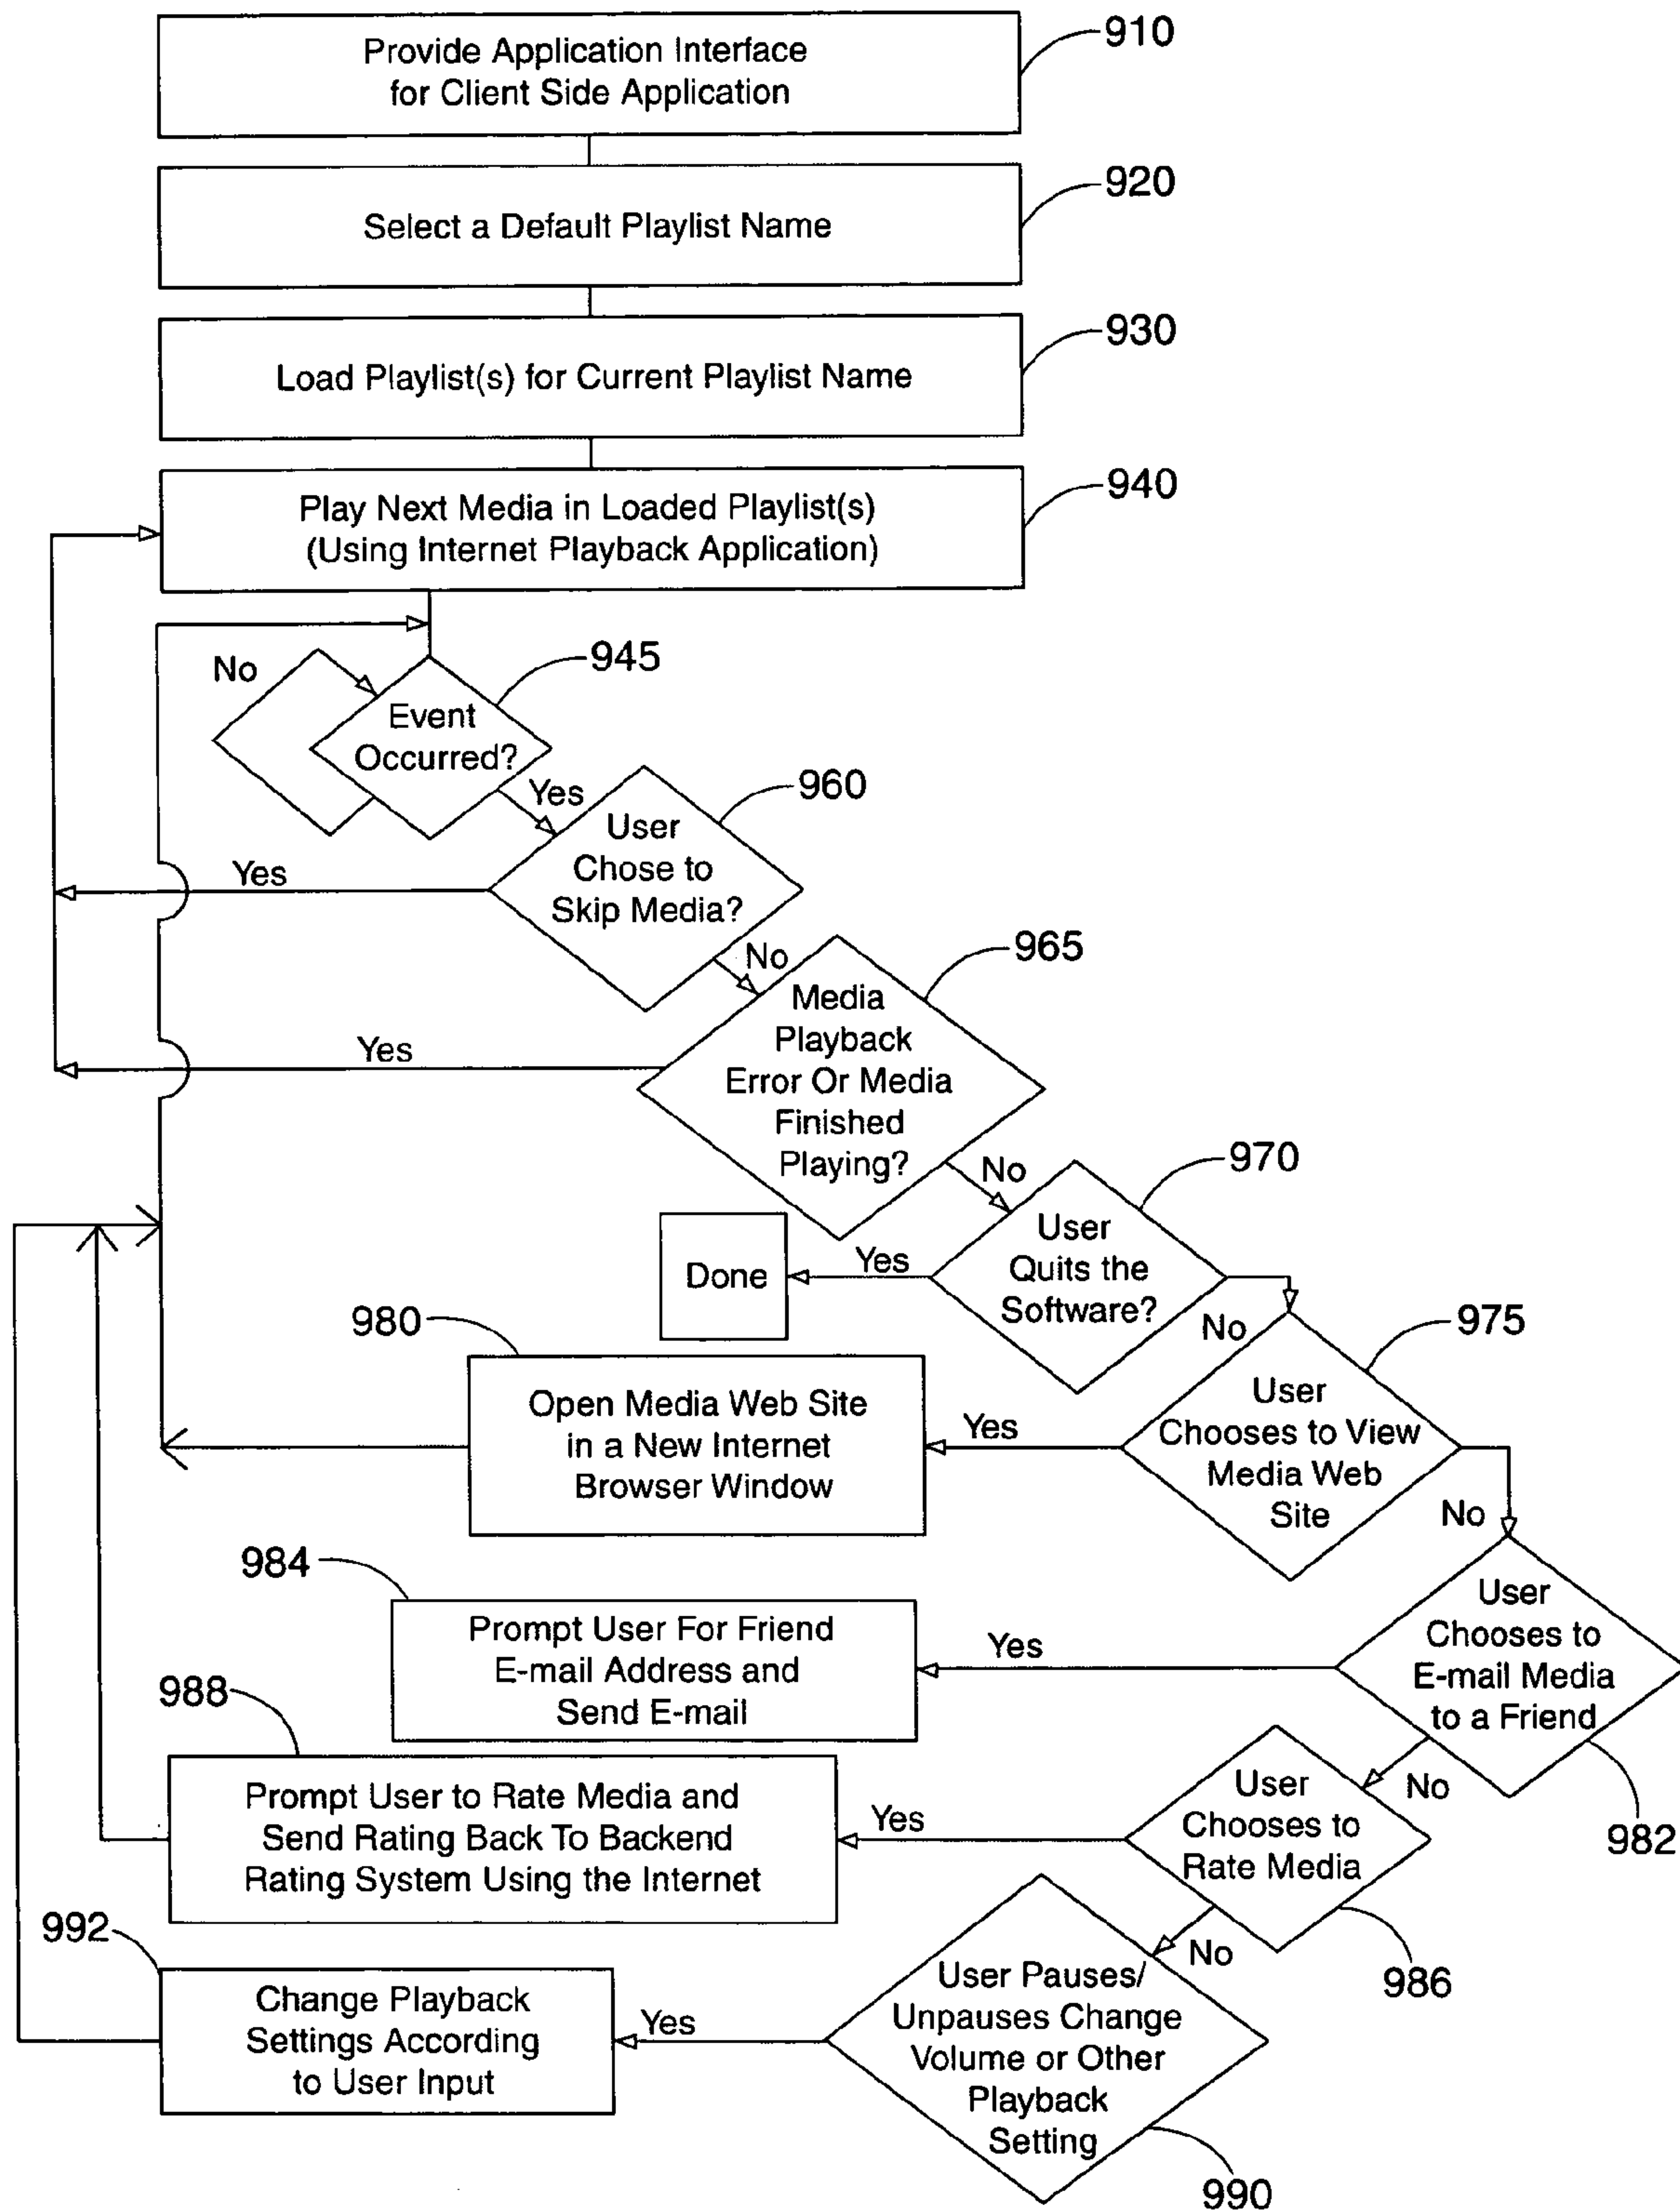 Provide Application Interface
for Client Side Application
910
Select a Default Playlist Name
920
Load Playlist(s) for Current Playlist Name
930
Play Next Media in Loaded Playlist(s)
(Using Internet Playback Application)
940
No
Event
Occurred?
945
Yes
User
Chose to
Skip Media?
960
Yes
No
Media
Playback
Error Or Media
Finished
Playing?
965
Yes
No
User
Quits the
Software?
970
Yes
Done
No
User
Chooses to View
Media Web
Site
975
Yes
Open Media Web Site
in a New Internet
Browser Window
980
No
User
Chooses to
E-mail Media
to a Friend
982
Yes
Prompt User For Friend
E-mail Address and
Send E-mail
984
No
User
Chooses to
Rate Media
986
Yes
Prompt User to Rate Media and
Send Rating Back To Backend
Rating System Using the Internet
988
No
User Pauses/
Unpauses Change
Volume or Other
Playback
Setting
990
Yes
Change Playback
Settings According
to User Input
992